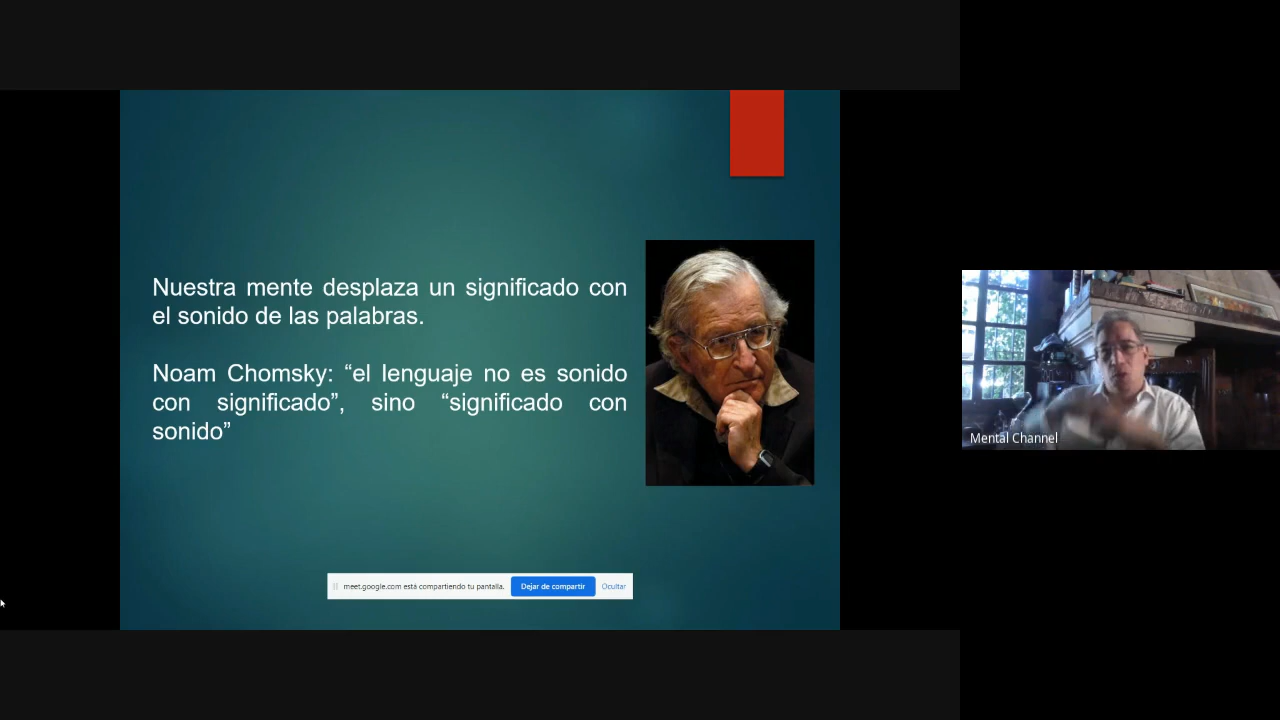 Nuestra mente desplaza un significado con
el sonido de las palabras.
Noam Chomsky: “el lenguaje no es sonido
con significado”, sino “significado con
sonido”
Mental Channel
meet.google.com está compartiendo tu pantalla.
Dejar de compartir
Ocultar